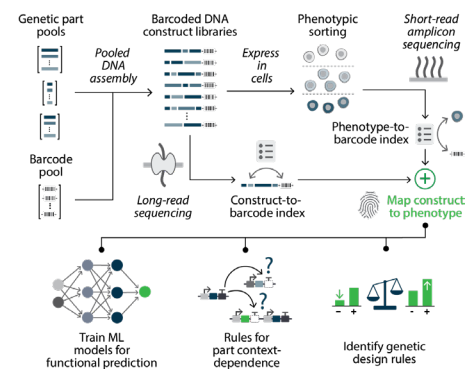 Genetic part
pools
Pooled
DNA
assembly
Barcode
pool
Barcoded DNA
construct libraries
Express
in
cells
Phenotypic
sorting
Short-read
amplicon
sequencing
Phenotype-to-
barcode index
Long-read
sequencing
Construct-to-
barcode index
+
Map construct
to phenotype
Train ML
models for
functional prediction
?
?
Rules for
part context-
dependence
- +
- +
Identify genetic
design rules